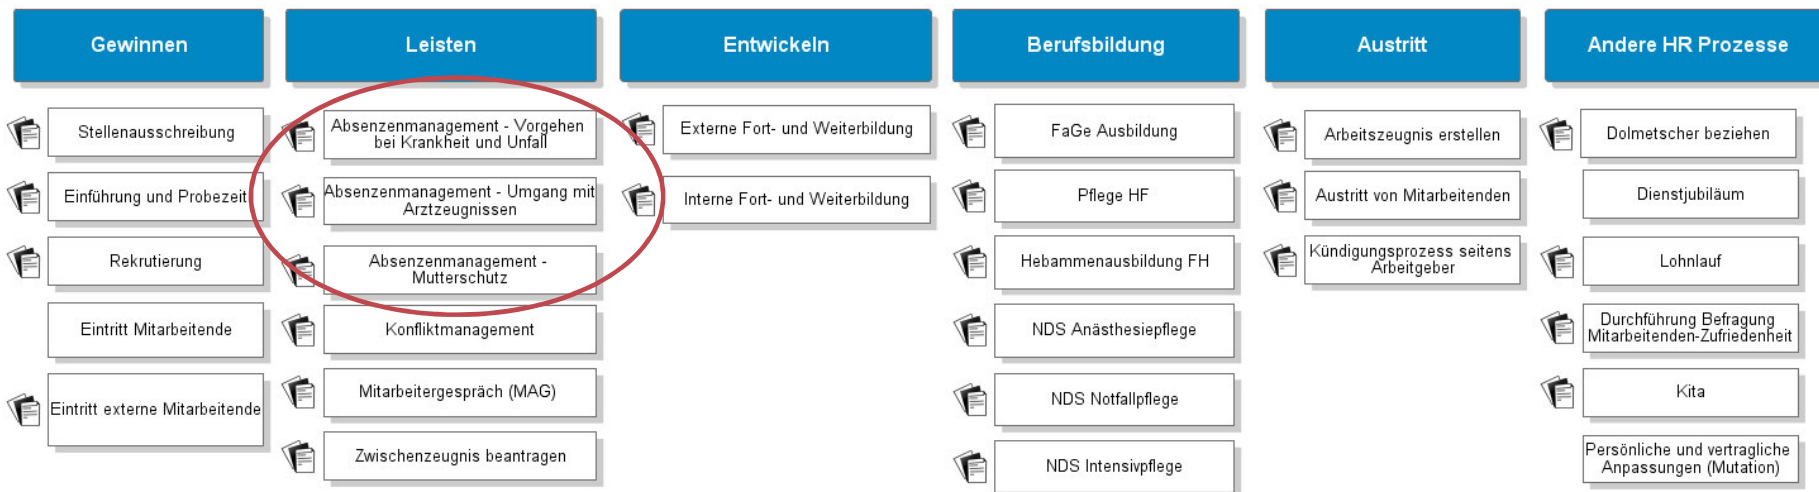 Gewinnen
Stellenausschreibung
Einführung und Probezeit
Rekrutierung
Eintritt Mitarbeitende
Eintritt externe Mitarbeitende
Leisten
Absenzenmanagement - Vorgehen
bei Krankheit und Unfall
Absenzenmanagement - Umgang mit
Arztzeugnissen
Absenzenmanagement -
Mutterschutz
Konfliktmanagement
Mitarbeitergespräch (MAG)
Zwischenzeugnis beantragen
Entwickeln
Externe Fort- und Weiterbildung
Interne Fort- und Weiterbildung
Berufsbildung
FaGe Ausbildung
Pflege HF
Hebammenausbildung FH
NDS Anästhesiepflege
NDS Notfallpflege
NDS Intensivpflege
Austritt
Arbeitszeugnis erstellen
Austritt von Mitarbeitenden
Kündigungsprozess seitens
Arbeitgeber
Andere HR Prozesse
Dolmetscher beziehen
Dienstjubiläum
Lohnlauf
Durchführung Befragung
Mitarbeitenden-Zufriedenheit
Kita
Persönliche und vertragliche
Anpassungen (Mutation)